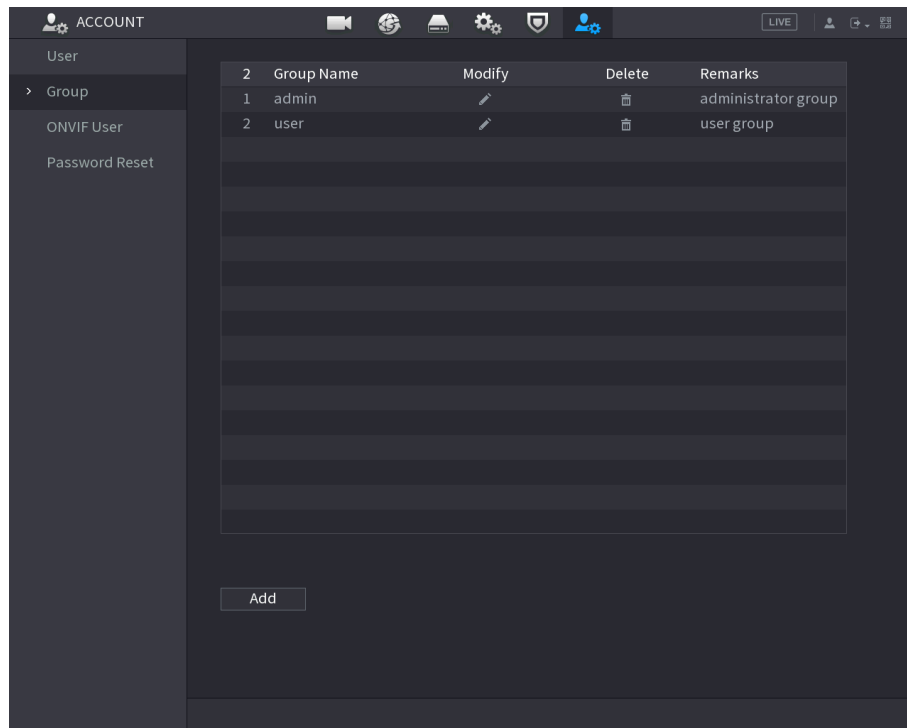 ACCOUNT
LIVE
User
Group
ONVIF User
Password Reset
2 Group Name Modify Delete Remarks
1 admin administrator group
2 user user group
Add